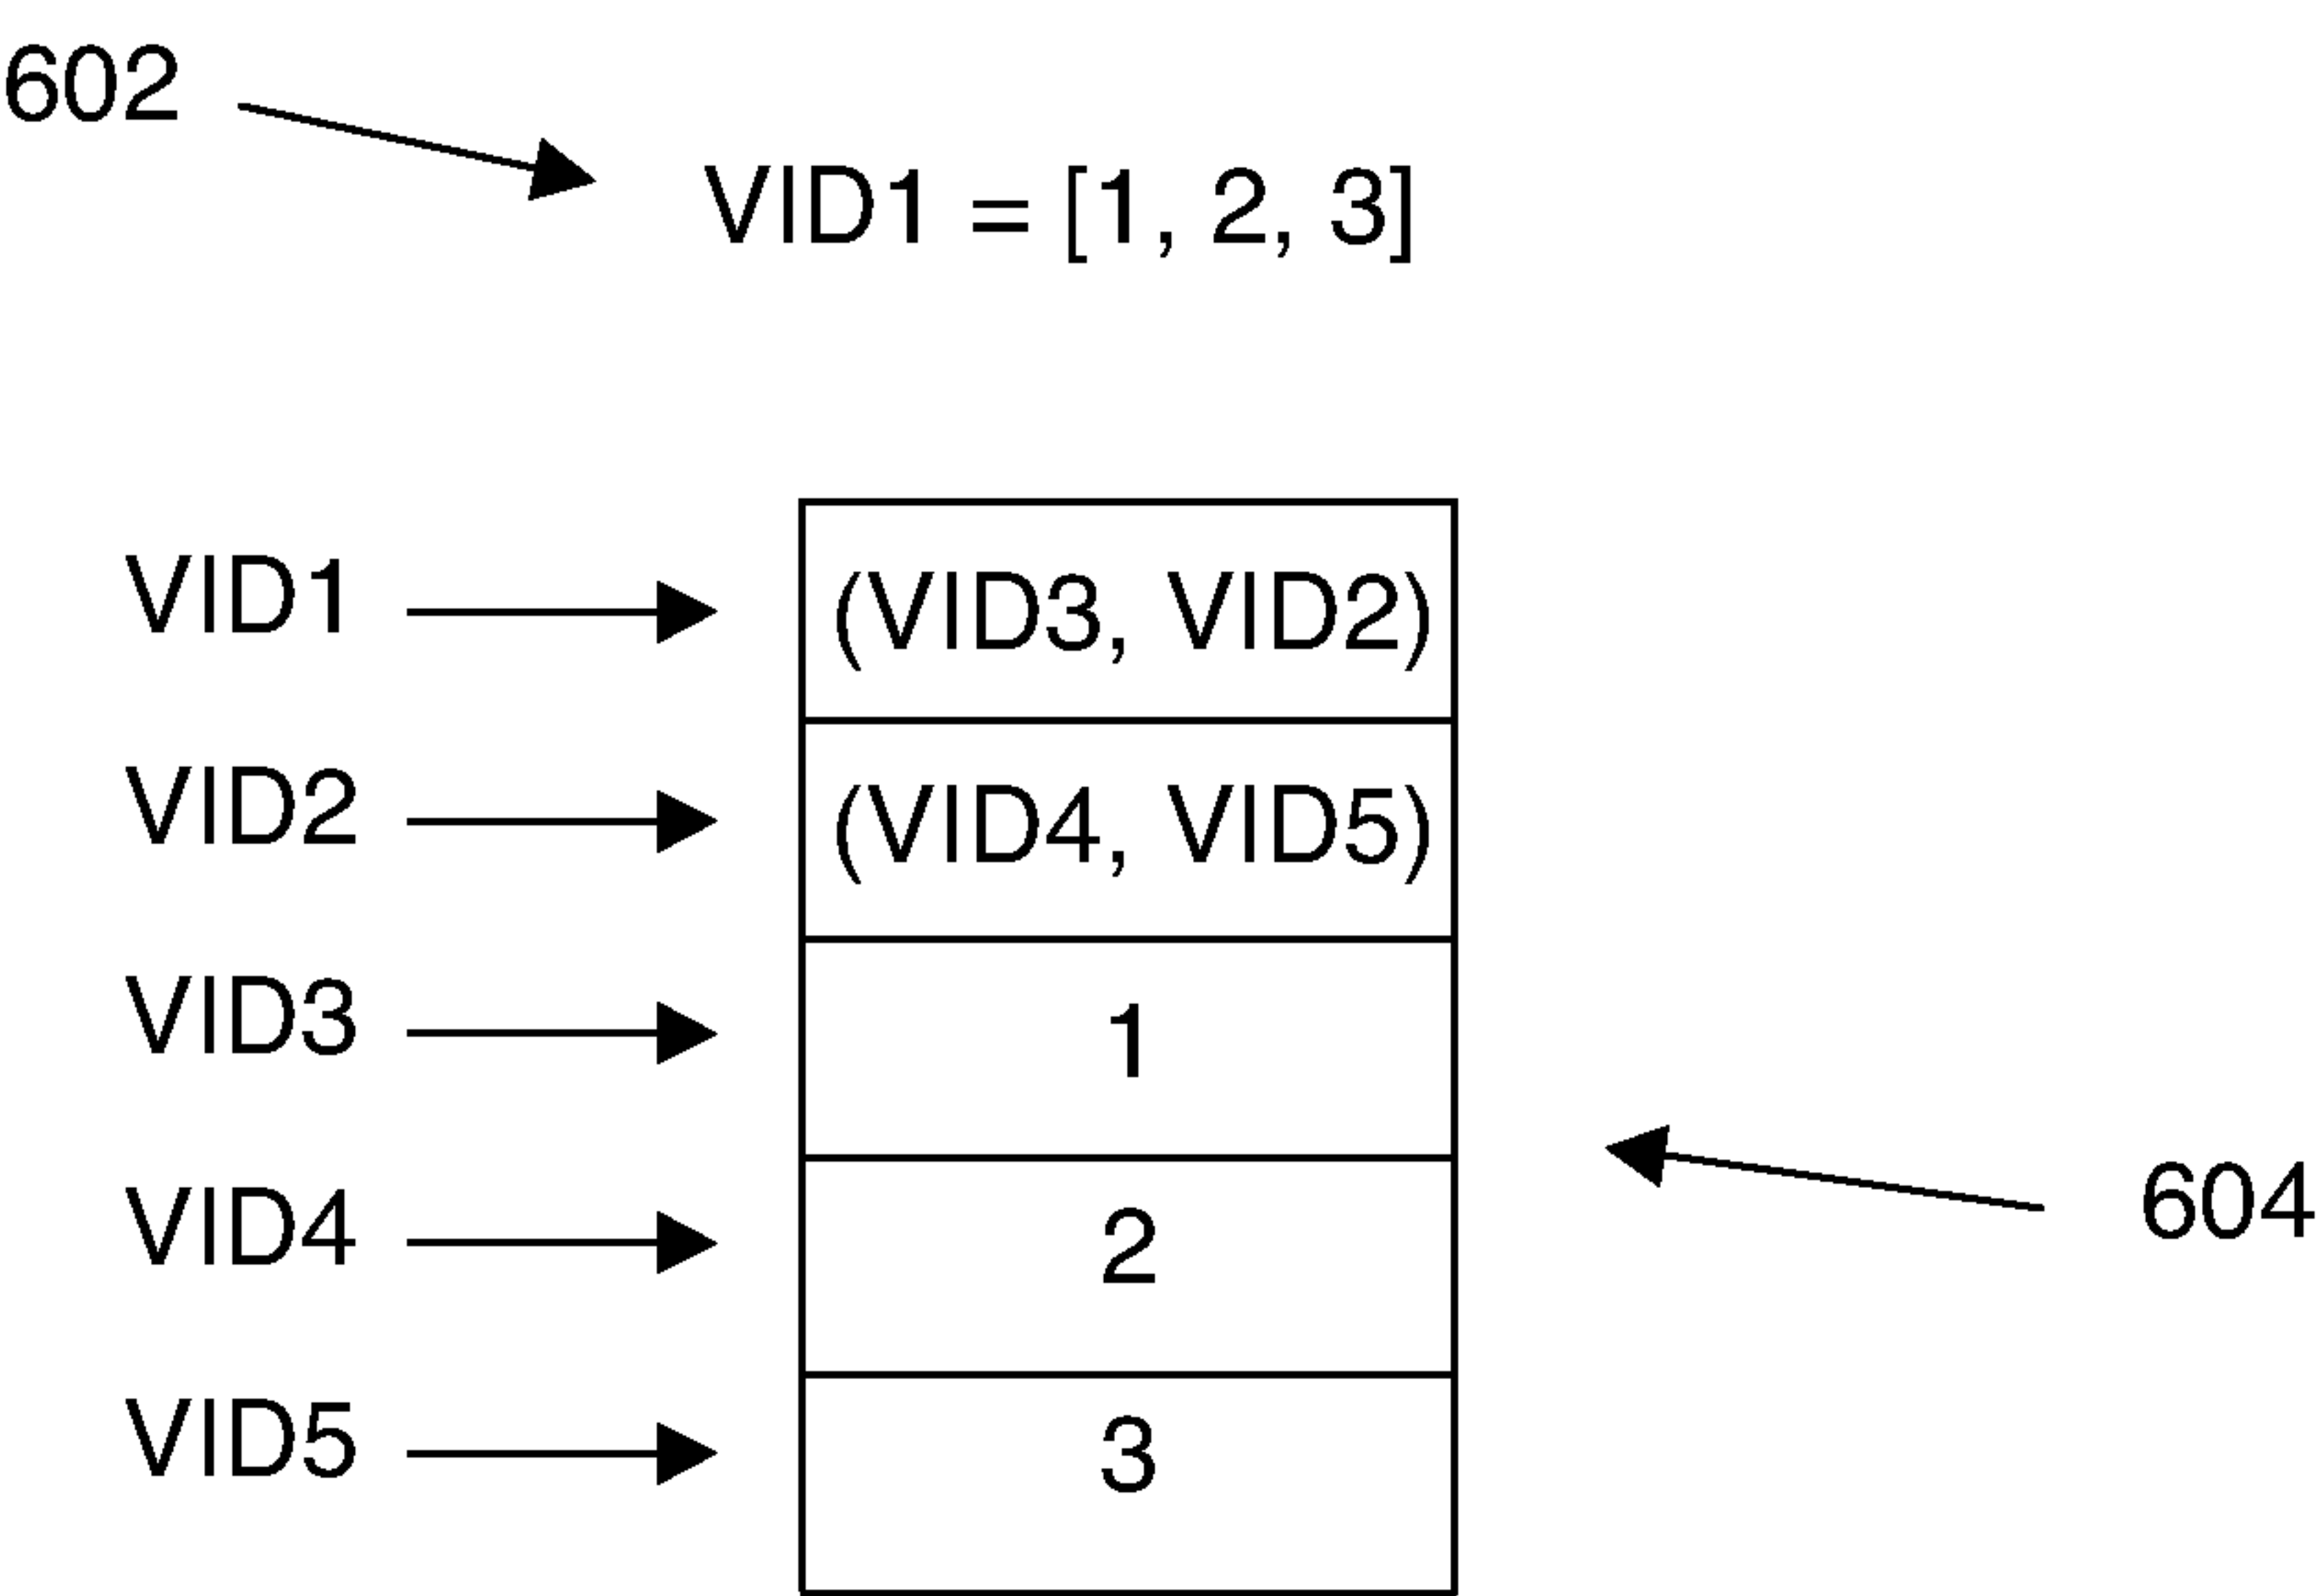 602
VID1 = [1, 2, 3]
VID1 (VID3, VID2)
VID2 (VID4, VID5)
VID3 1
VID4 2
604
VID5 3